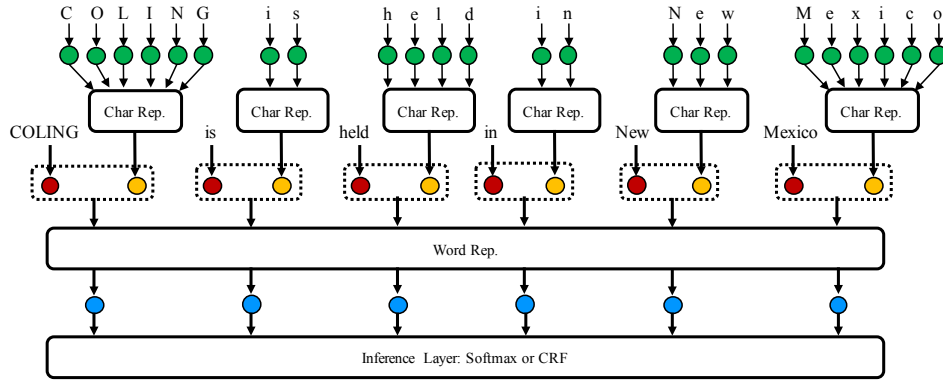 C O L I N G i s h e l d i n N e w M e x i c o
Char Rep. Char Rep. Char Rep. Char Rep. Char Rep. Char Rep.
COLING is held in New Mexico
Word Rep.
Inference Layer: Softmax or CRF